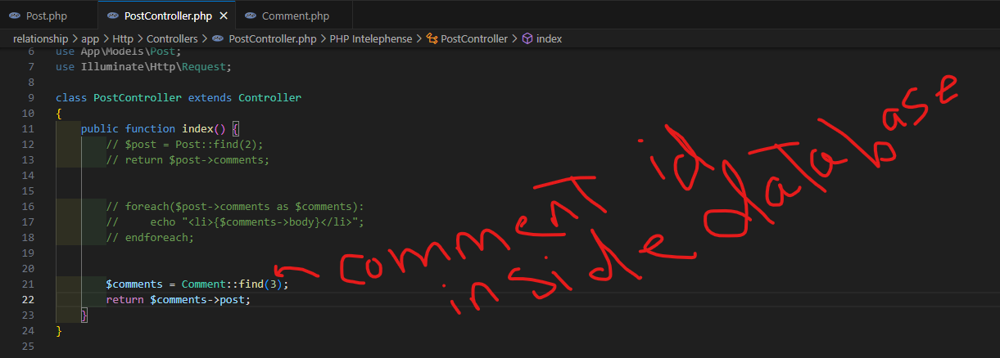 Post.php PostController.php Comment.php
relationship > app > Http > Controllers > PostController.php > PHP Intelephense > PostController > index
6 use App\Models\Post;
7 use Illuminate\Http\Request;
8
9 class PostController extends Controller
10 {
11 public function index() {
12 // $post = Post::find(2);
13 // return $post->comments;
14
15
16 // foreach($post->comments as $comments):
17 // echo "<li>{$comments->body}</li>";
18 // endforeach;
19
20
21 $comments = Comment::find(3);
22 return $comments->post;
23 }
24 }
25
comment id
inside database